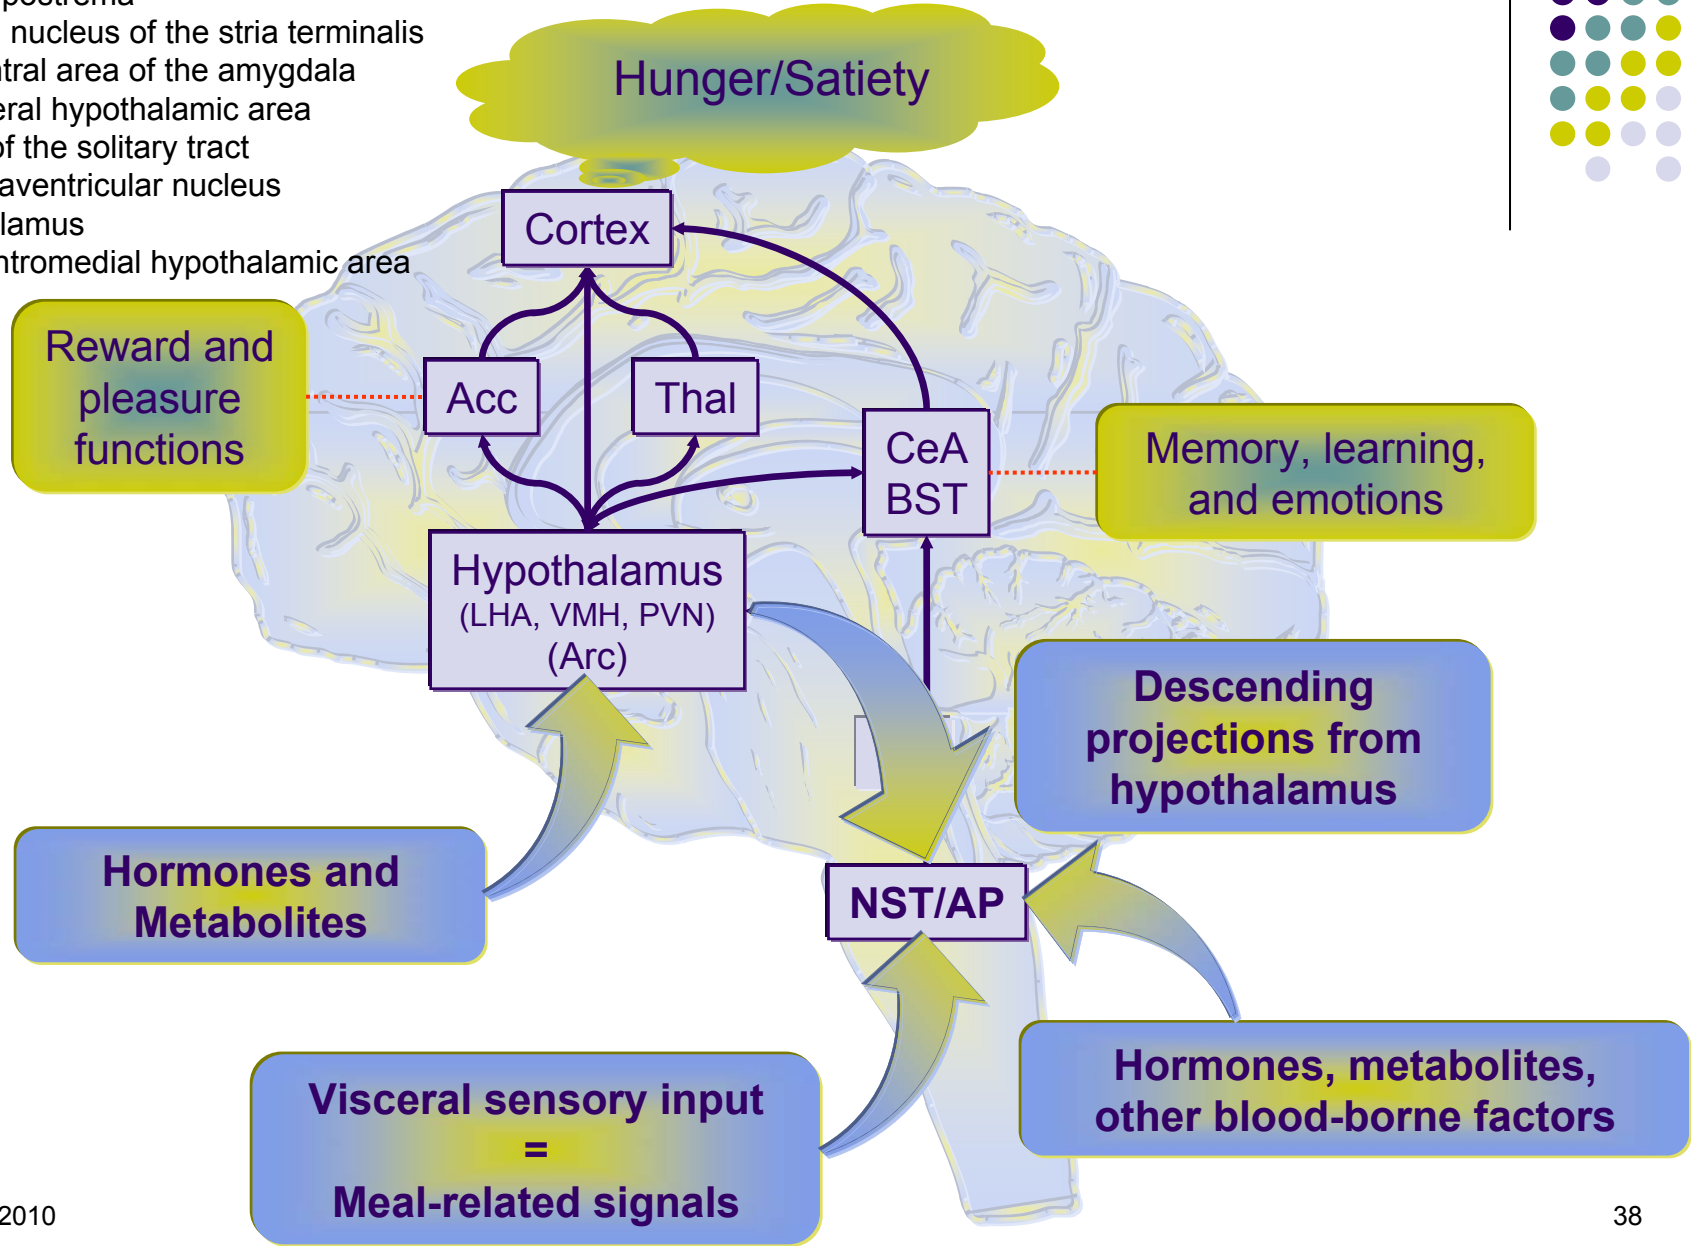 postrema
nucleus of the stria terminalis
ntral area of the amygdala
eral hypothalamic area
of the solitary tract
aventricular nucleus
lamus
ntromedial hypothalamic area
Hunger/Satiety
Cortex
Reward and
pleasure
functions
Acc
Thal
CeA
BST
Memory, learning,
and emotions
Hypothalamus
(LHA, VMH, PVN)
(Arc)
Descending
projections from
hypothalamus
Hormones and
Metabolites
NST/AP
Hormones, metabolites,
other blood-borne factors
Visceral sensory input
=
Meal-related signals
2010
38